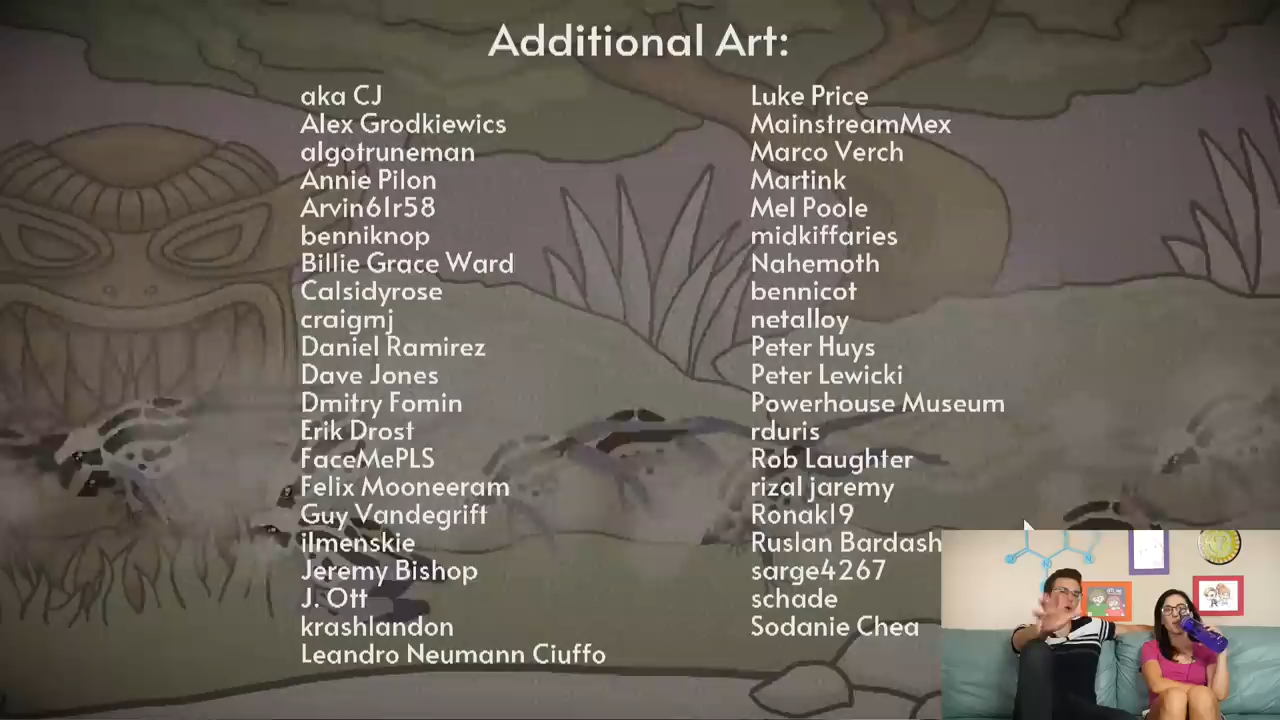 Additional Art:
aka CJ
Alex Grodkiewics
algotruneman
Annie Pilon
Arvin61r58
benniknop
Billie Grace Ward
Calsidyrose
craigmj
Daniel Ramirez
Dave Jones
Dmitry Fomin
Erik Drost
FaceMePLS
Felix Mooneeram
Guy Vandegrift
ilmenskie
Jeremy Bishop
J. Ott
krashlandon
Leandro Neumann Ciuffo
Luke Price
MainstreamMex
Marco Verch
Martink
Mel Poole
midkiffaries
Nahemoth
bennicot
netalloy
Peter Huys
Peter Lewicki
Powerhouse Museum
rduris
Rob Laughter
rizal jaremy
Ronak19
Ruslan Bardash
sarge4267
schade
Sodanie Chea